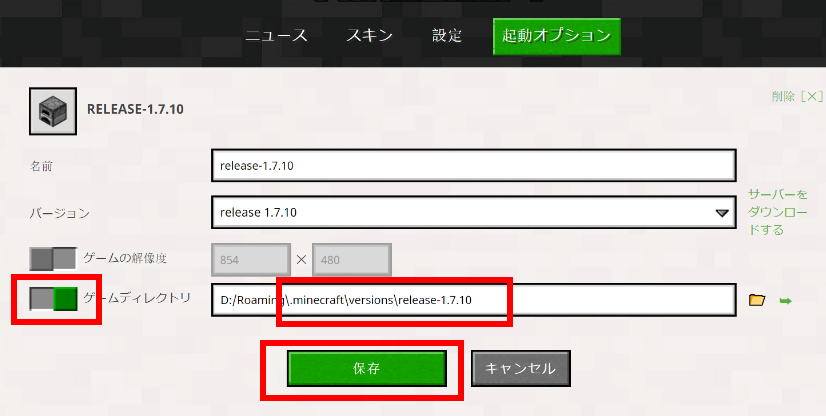 ニュース スキン 設定 起動オプション
削除 [X]
RELEASE-1.7.10
名前 release-1.7.10
バージョン release 1.7.10
サーバーを
ダウンロー
ドする
ゲームの解像度 854 × 480
ゲームディレクトリ D:/Roaming\.minecraft\versions\release-1.7.10
保存 キャンセル